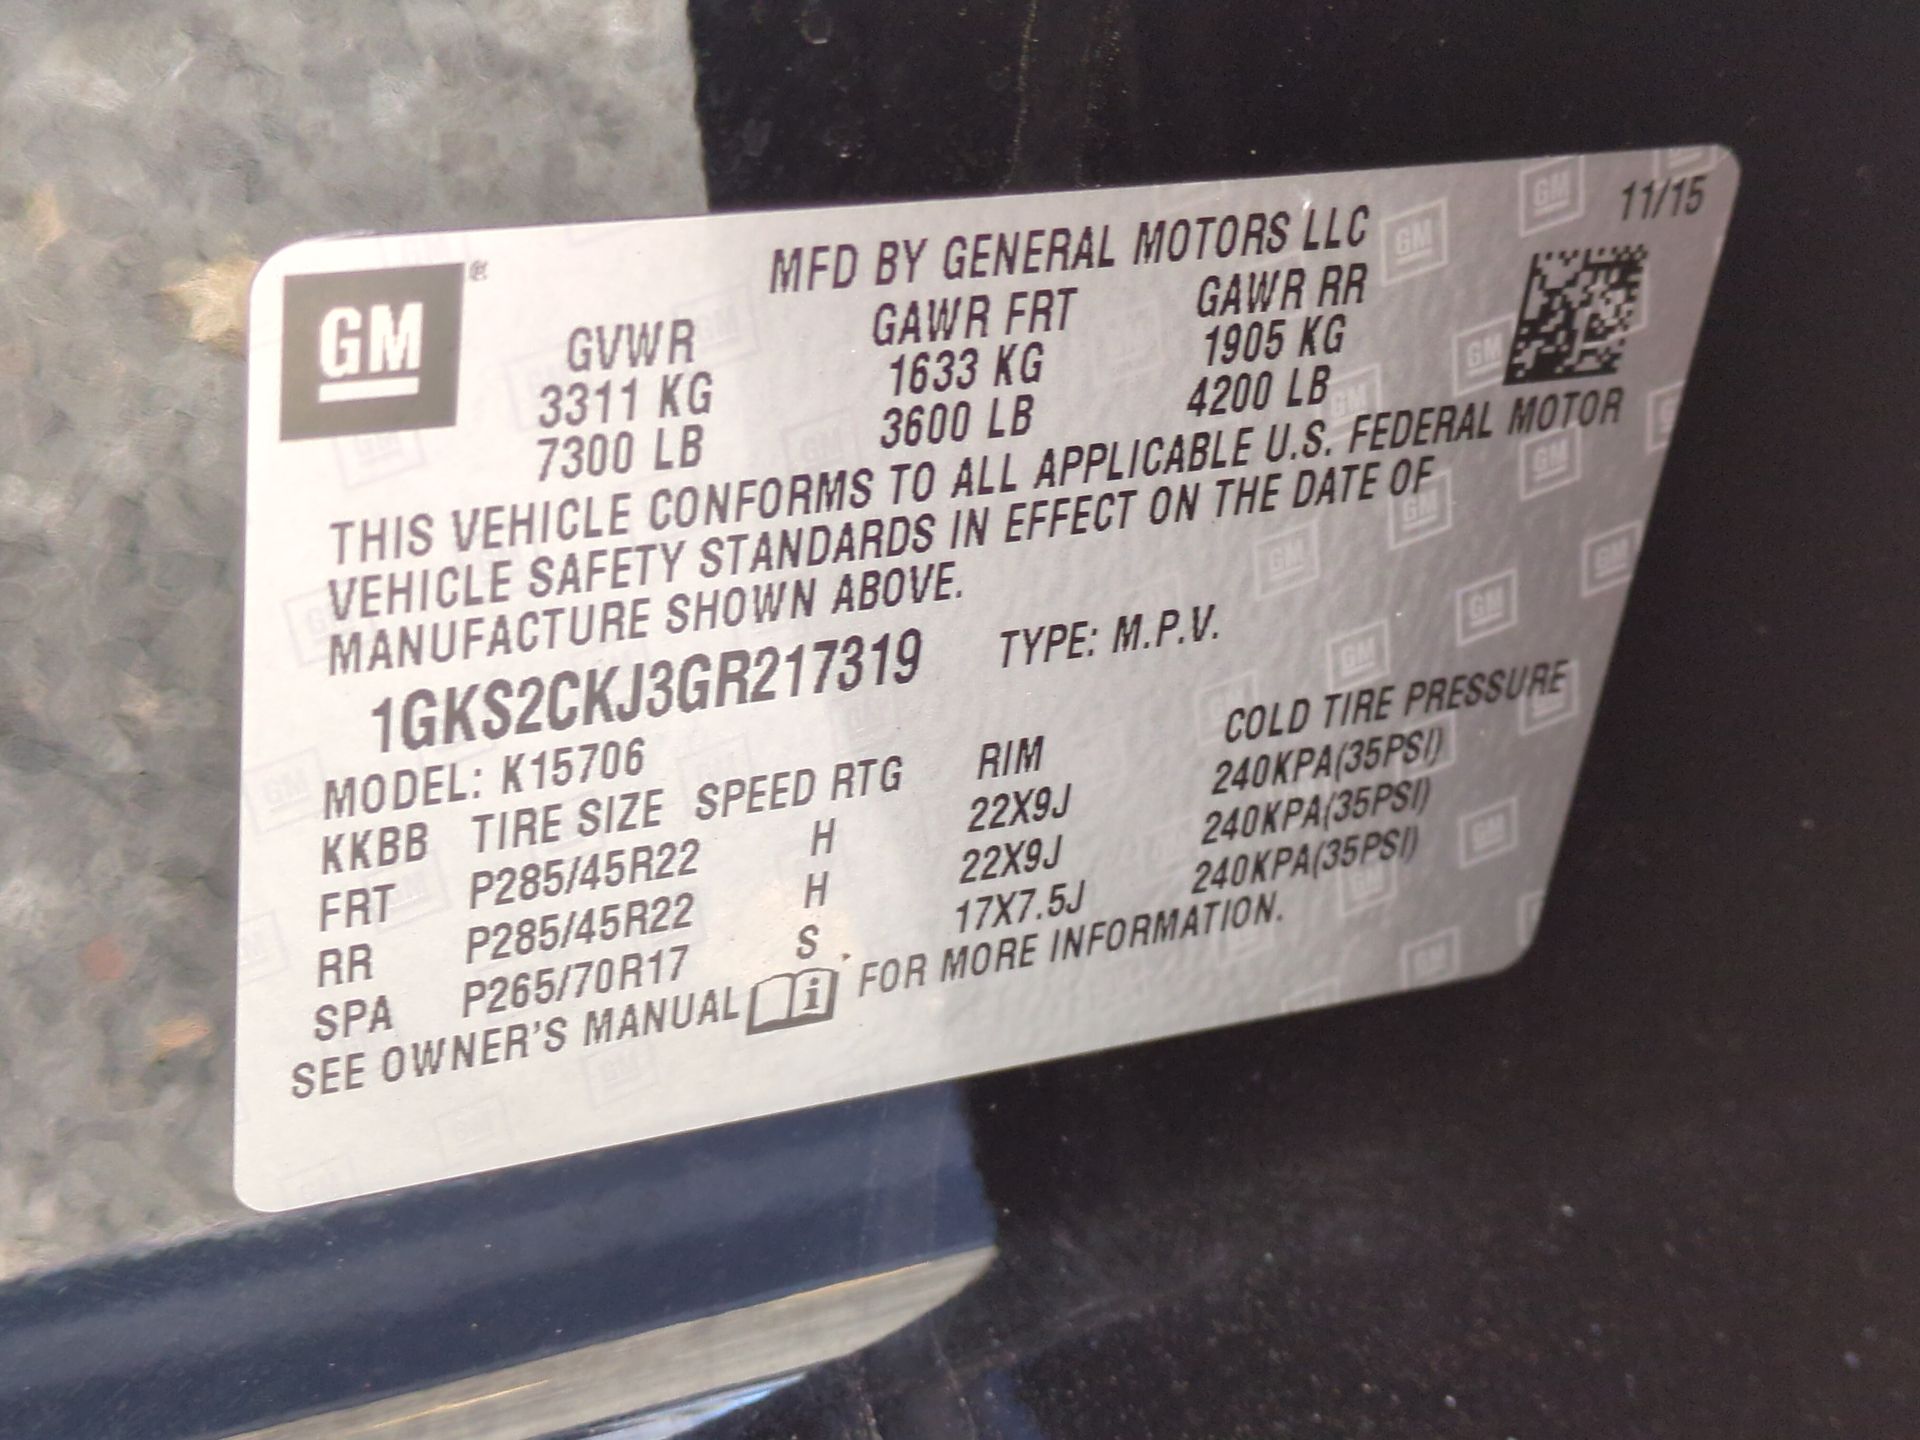 11/15
MFD BY GENERAL MOTORS LLC
GM®
GVWR GAWR FRT GAWR RR
3311 KG 1633 KG 1905 KG
7300 LB 3600 LB 4200 LB
THIS VEHICLE CONFORMS TO ALL APPLICABLE U.S. FEDERAL MOTOR
VEHICLE SAFETY STANDARDS IN EFFECT ON THE DATE OF
MANUFACTURE SHOWN ABOVE.
1GKS2CKJ3GR217319 TYPE: M.P.V.
MODEL: K15706
KKBB TIRE SIZE SPEED RTG RIM COLD TIRE PRESSURE
FRT P285/45R22 H 22X9J 240KPA(35PSI)
RR P285/45R22 H 22X9J 240KPA(35PSI)
SPA P265/70R17 S 17X7.5J 240KPA(35PSI)
SEE OWNER'S MANUAL i FOR MORE INFORMATION.